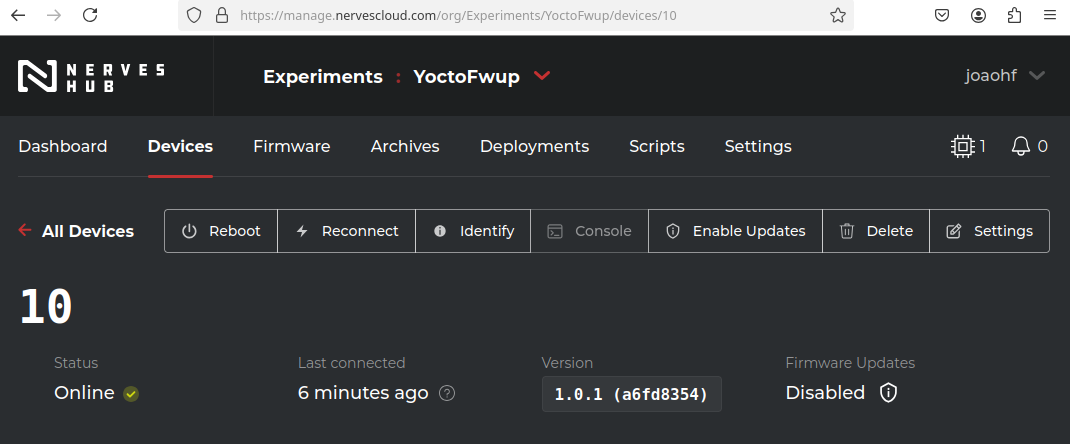 https://manage.nervescloud.com/org/Experiments/YoctoFwup/devices/10
NERVES
HUB
Experiments : YoctoFwup
joaohf
Dashboard Devices Firmware Archives Deployments Scripts Settings 1 0
All Devices Reboot Reconnect Identify Console Enable Updates Delete Settings
10
Status Last connected Version Firmware Updates
Online 6 minutes ago ? 1.0.1 (a6fd8354) Disabled